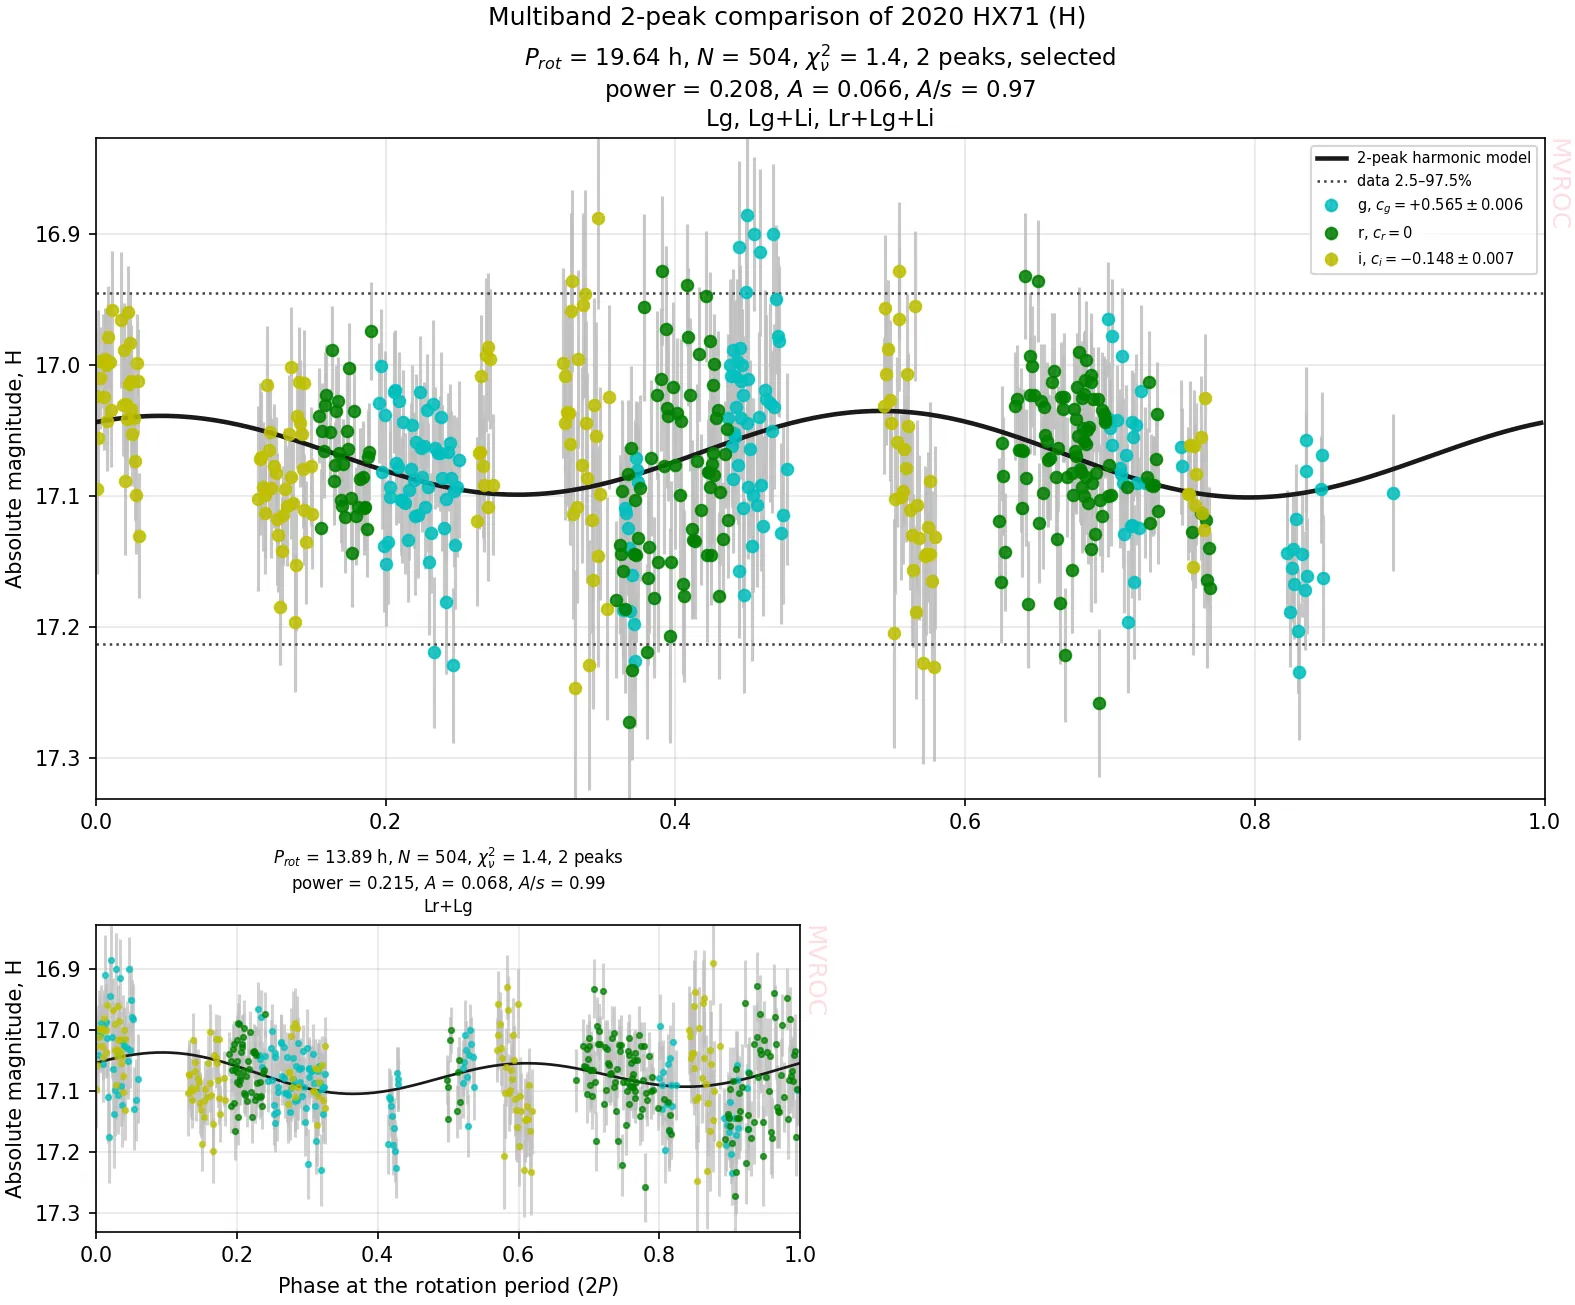 Multiband 2-peak comparison of 2020 HX71 (H)
P_rot = 19.64 h, N = 504, χ²_ν = 1.4, 2 peaks, selected
power = 0.208, A = 0.066, A/s = 0.97
Lg, Lg+Li, Lr+Lg+Li
2-peak harmonic model
data 2.5–97.5%
g, c_g = +0.565 ± 0.006
r, c_r = 0
i, c_i = −0.148 ± 0.007
MVROC
Absolute magnitude, H
16.9
17.0
17.1
17.2
17.3
0.0 0.2 0.4 0.6 0.8 1.0
P_rot = 13.89 h, N = 504, χ²_ν = 1.4, 2 peaks
power = 0.215, A = 0.068, A/s = 0.99
Lr+Lg
MVROC
Absolute magnitude, H
16.9
17.0
17.1
17.2
17.3
0.0 0.2 0.4 0.6 0.8 1.0
Phase at the rotation period (2P)